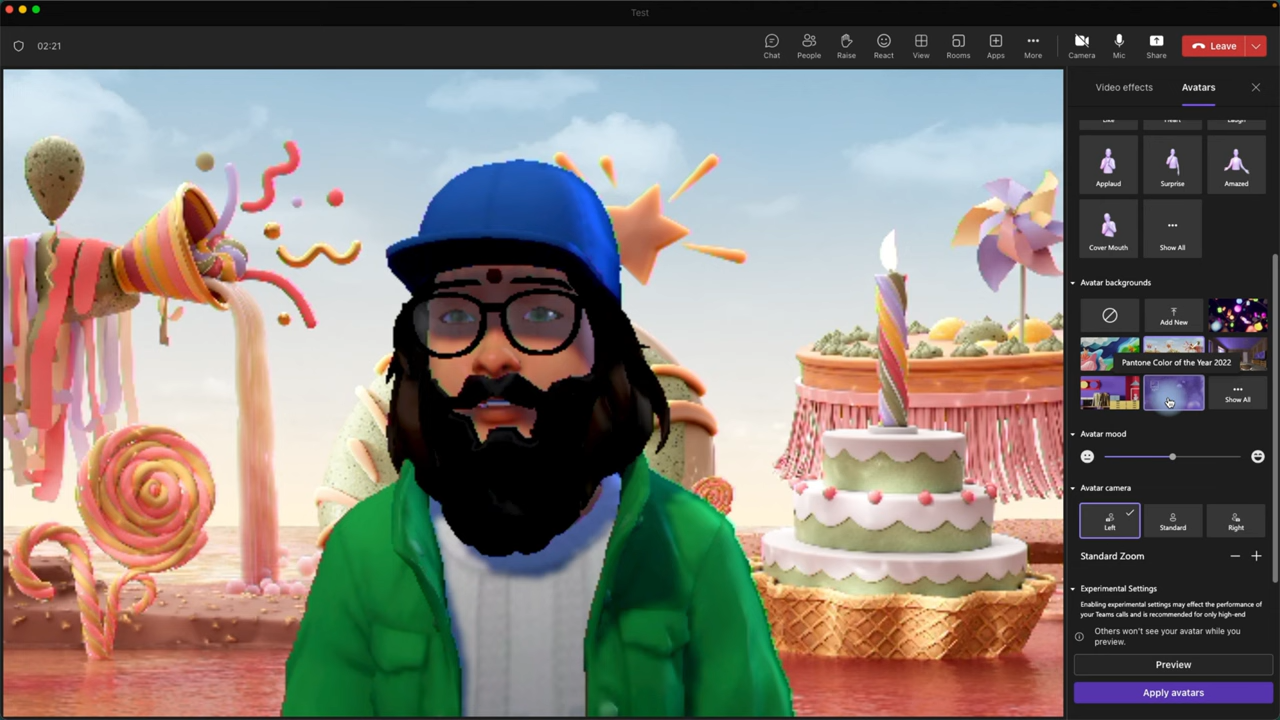 Test
02:21
Chat People Raise React View Rooms Apps More Camera Mic Share Leave
Video effects Avatars
Like Heart Laugh
Applaud Surprise Amazed
Cover Mouth Show All
Avatar backgrounds
Add New
Pantone Color of the Year 2022
Show All
Avatar mood
Avatar camera
Left Standard Right
Standard Zoom
Experimental Settings
Enabling experimental settings may effect the performance of
your Teams calls and is recommended for only high-end
Others won't see your avatar while you
preview.
Preview
Apply avatars